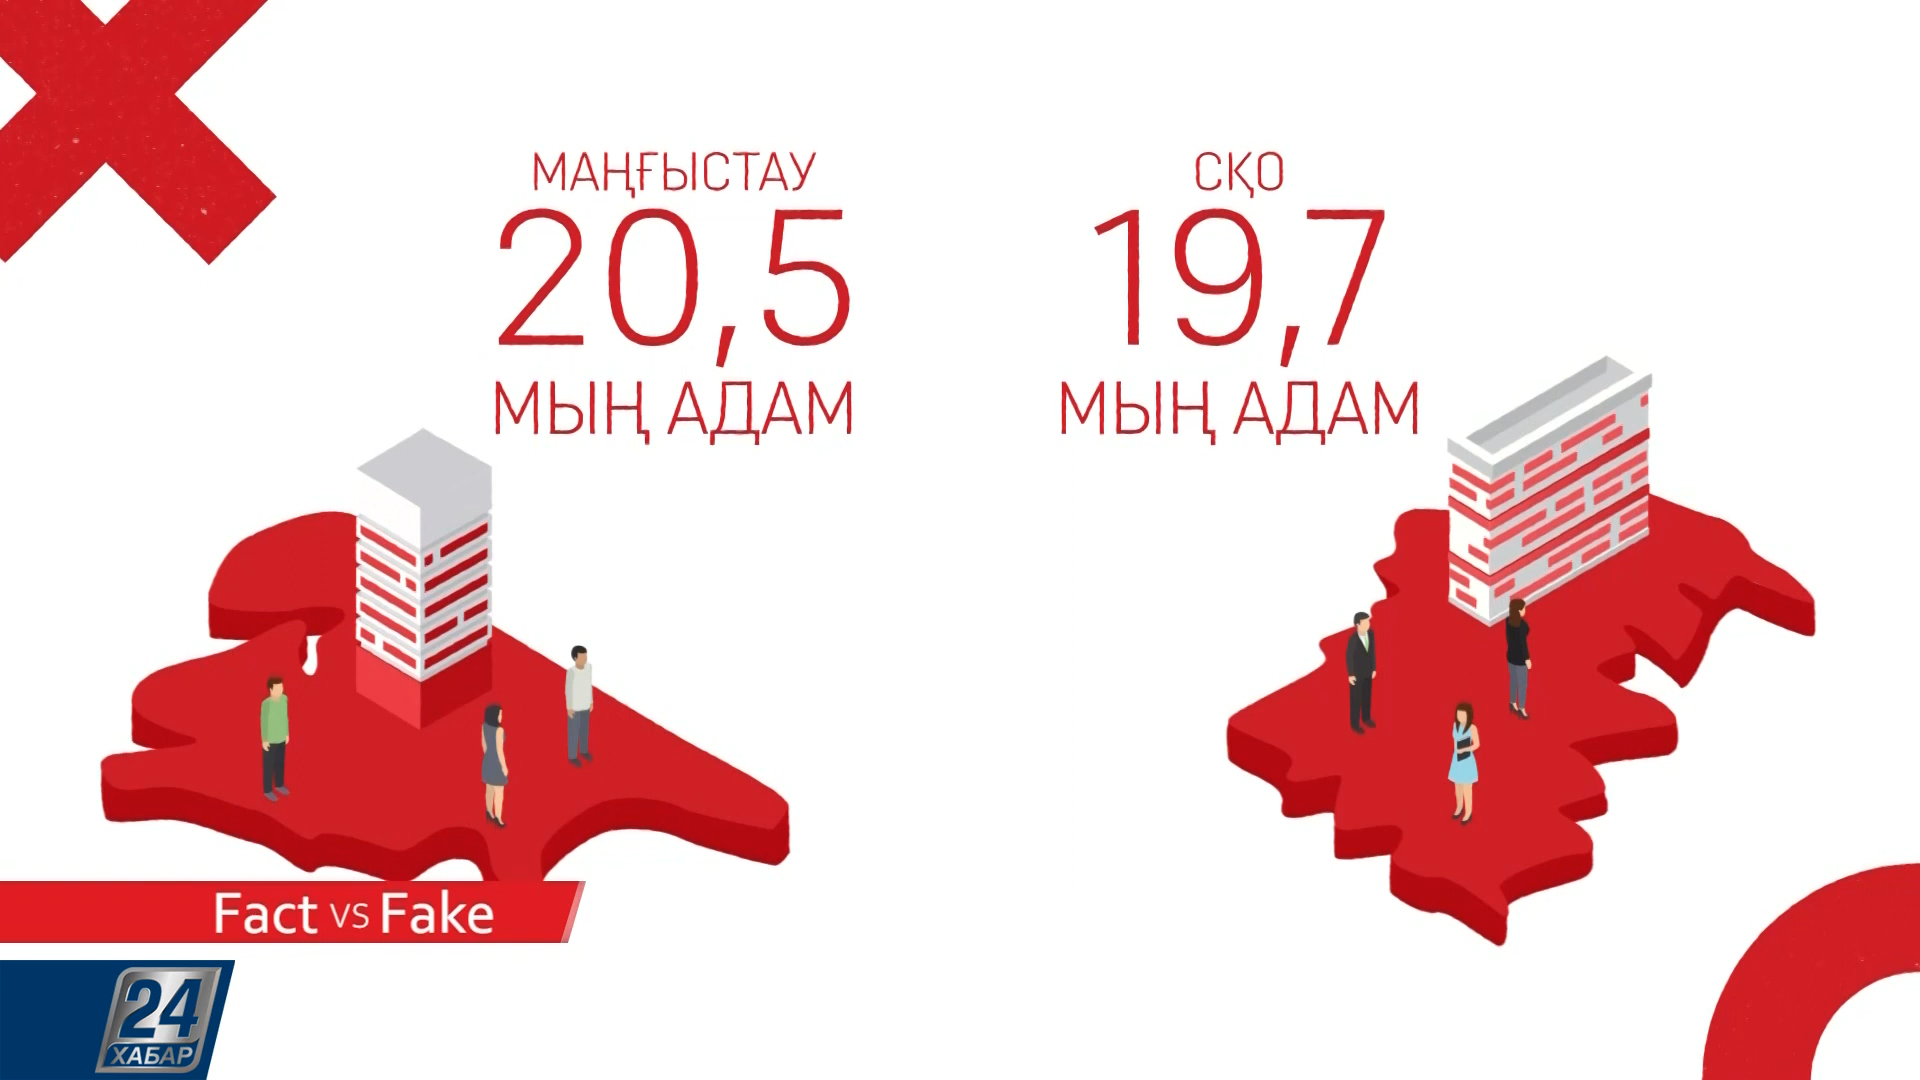 МАҢҒЫСТАУ
20,5
МЫҢ АДАМ
СҚО
19,7
МЫҢ АДАМ
Fact vs Fake
24
ХАБАР